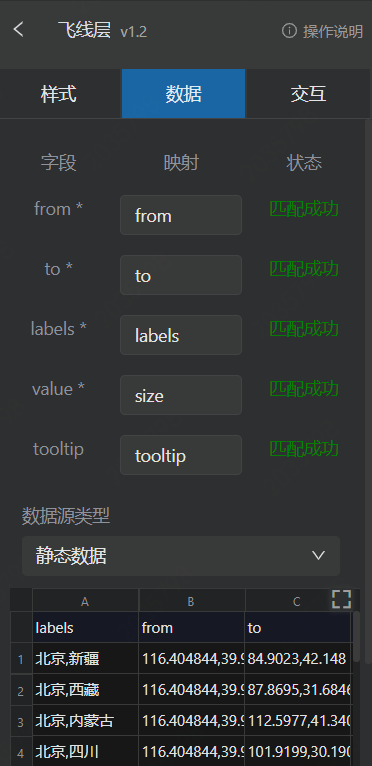 飞线层 v1.2 操作说明
样式 数据 交互
字段 映射 状态
from * from 匹配成功
to * to 匹配成功
labels * labels 匹配成功
value * size 匹配成功
tooltip tooltip 匹配成功
数据源类型
静态数据
A B C
labels from to
1 北京,新疆 116.404844,39.9 84.9023,42.148
2 北京,西藏 116.404844,39.9 87.8695,31.6846
3 北京,内蒙古 116.404844,39.9 112.5977,41.340
4 北京,四川 116.404844,39.9 101.9199,30.190